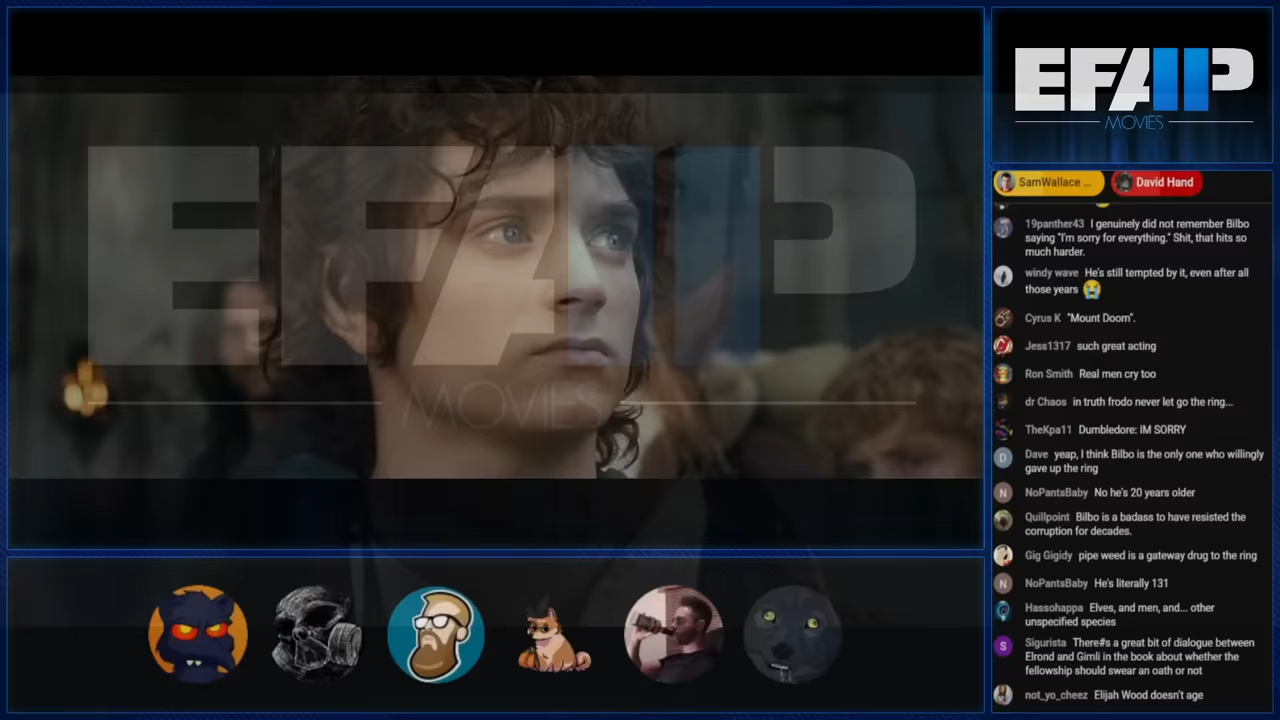 EFAP
MOVIES
EFAP
MOVIES
SamWallace ...
David Hand
19panther43 I genuinely did not remember Bilbo
saying "I'm sorry for everything." Shit, that hits so
much harder.
windy wave He's still tempted by it, even after all
those years 😭
Cyrus K "Mount Doom".
Jess1317 such great acting
Ron Smith Real men cry too
dr Chaos in truth frodo never let go the ring...
TheKpa11 Dumbledore: IM SORRY
D
Dave yeap, I think Bilbo is the only one who willingly
gave up the ring
N
NoPantsBaby No he's 20 years older
Quillpoint Bilbo is a badass to have resisted the
corruption for decades.
Gig Gigidy pipe weed is a gateway drug to the ring
N
NoPantsBaby He's literally 131
Hassohappa Elves, and men, and... other
unspecified species
S
Sigurista There#s a great bit of dialogue between
Elrond and Gimli in the book about whether the
fellowship should swear an oath or not
not_yo_cheez Elijah Wood doesn't age